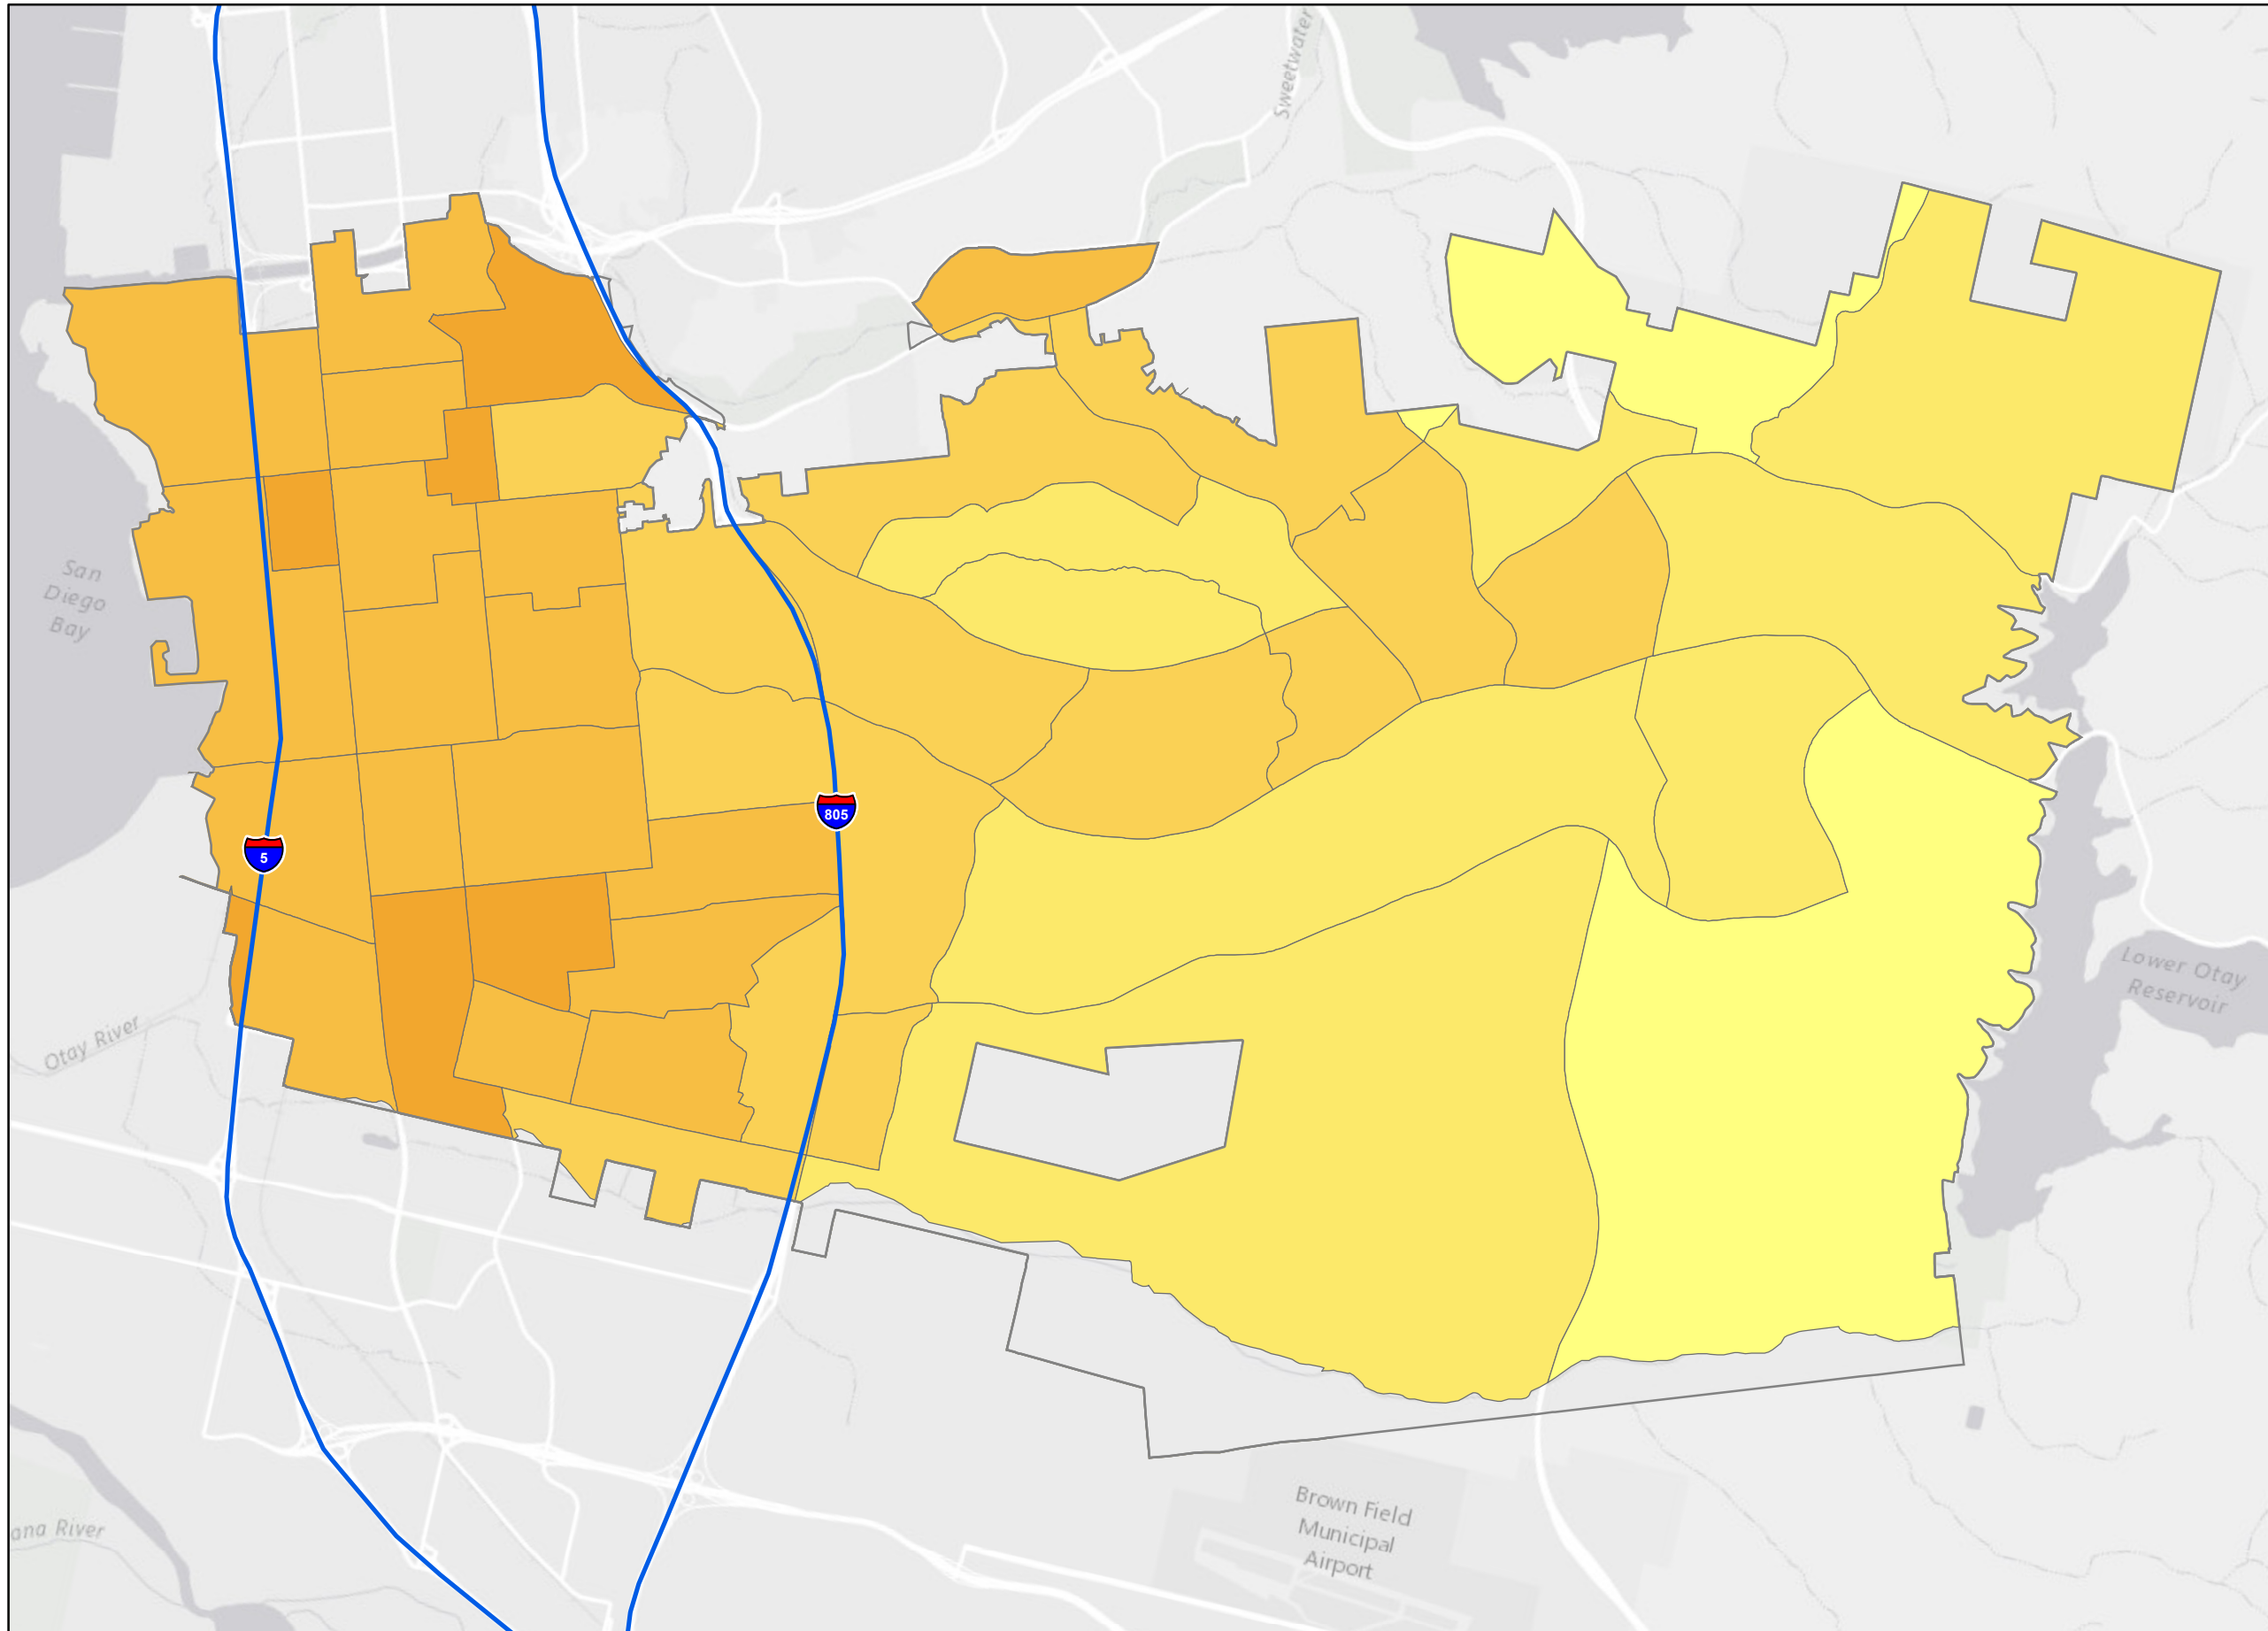 Sweetwater
San
Diego
Bay
805
5
Lower Otay
Reservoir
Otay River
Brown Field
Municipal
Airport
ana River